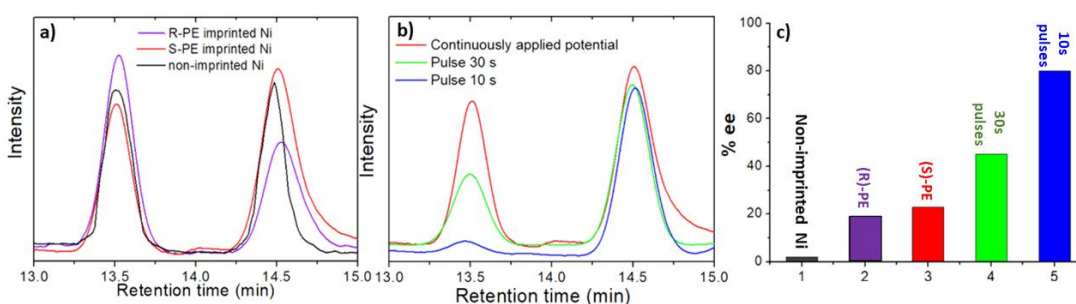 a)
R-PE imprinted Ni
S-PE imprinted Ni
non-imprinted Ni
Intensity
13.0 13.5 14.0 14.5 15.0
Retention time (min)
b)
Continuously applied potential
Pulse 30 s
Pulse 10 s
Intensity
13.0 13.5 14.0 14.5 15.0
Retention time (min)
c)
% ee
100
80
60
40
20
0
Non-imprinted Ni
(R)-PE
(S)-PE
30s
pulses
10s
pulses
1 2 3 4 5